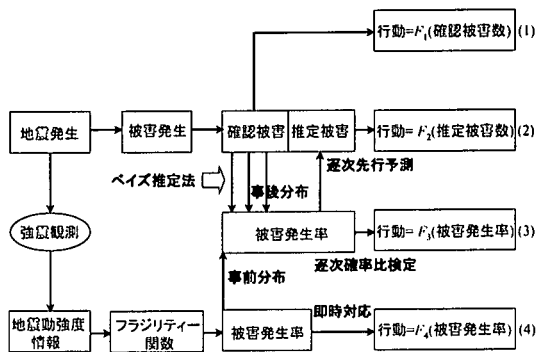 行動=F₁(確認被害数) (1)
地震発生
被害発生
確認被害
推定被害
行動= F₂(推定被害数) (2)
ベイズ推定法
事後分布
逐次先行予測
強震観測
被害発生率
行動= F₃(被害発生率) (3)
逐次確率比検定
事前分布
地震動強度
情報
フラジリティー
関数
被害発生率
即時対応
行動=F₄(被害発生率) (4)